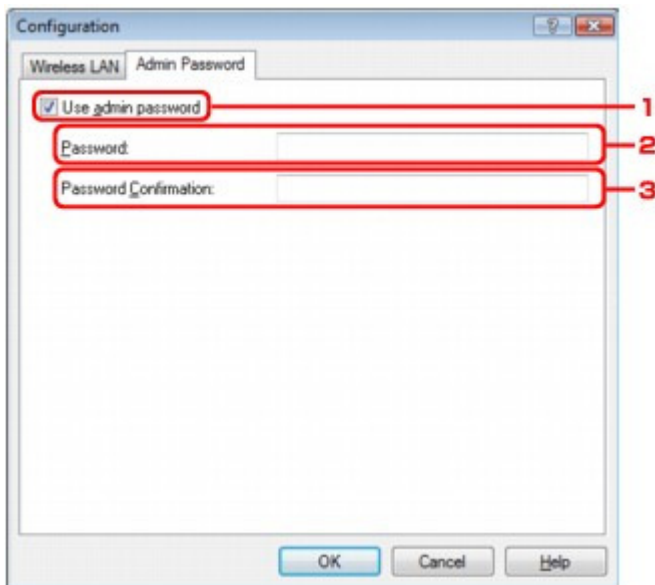 Configuration
Wireless LAN Admin Password
Use admin password 1
Password: 2
Password Confirmation: 3
OK Cancel Help